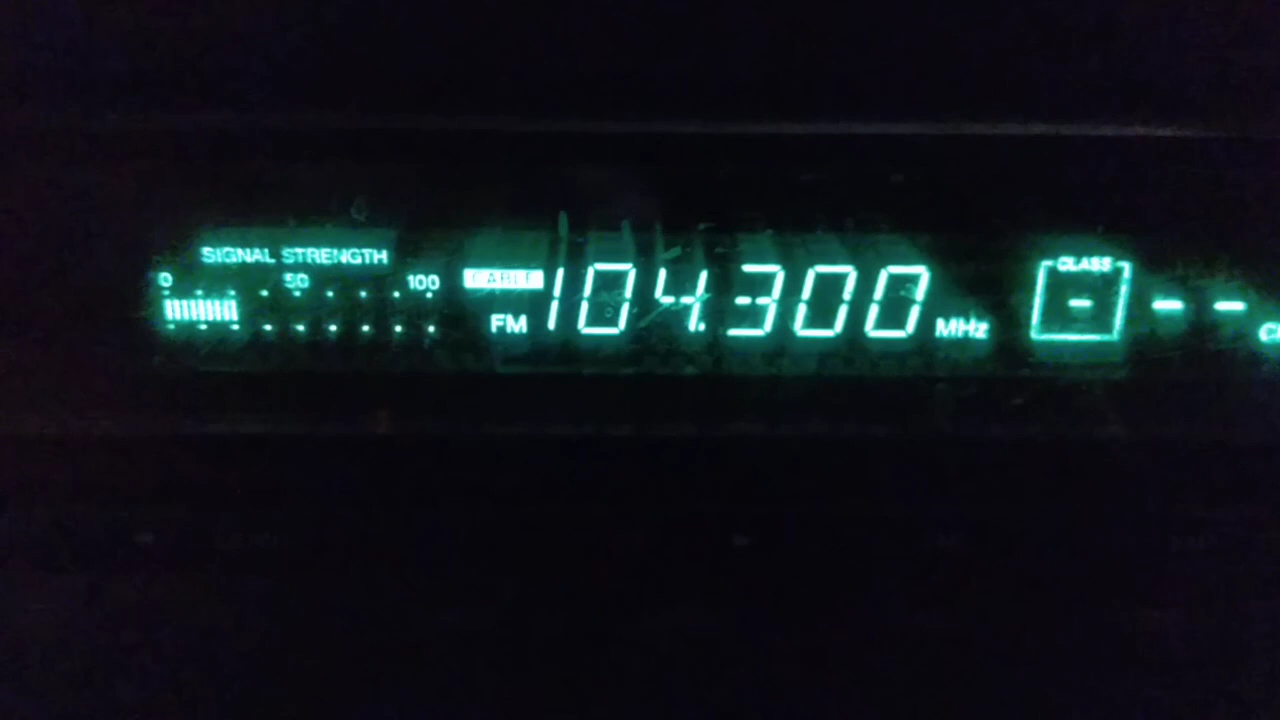 SIGNAL STRENGTH
0 50 100
CABLE
FM 104.300 MHz
CLASS
- - -